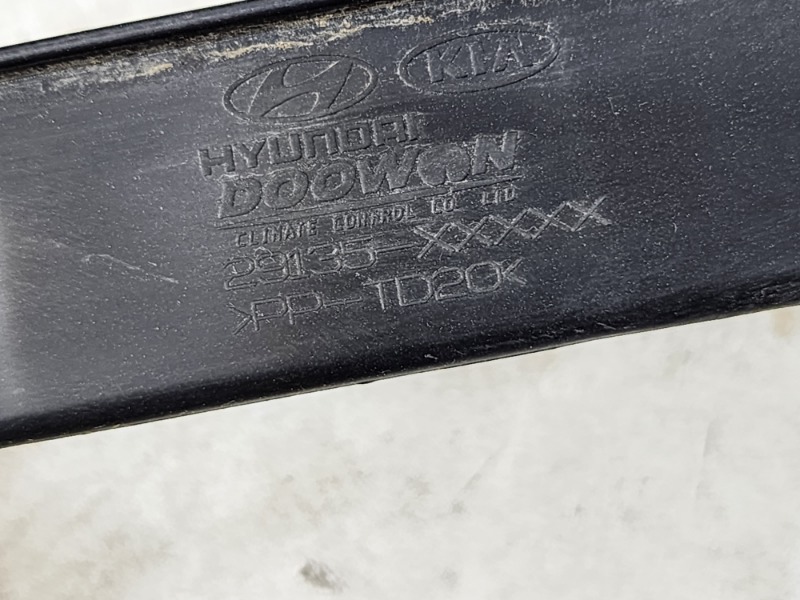 KIA
HYUNDAI
DOOWON
CLIMATE CONTROL CO. LTD
29135-XXXXX
>PP-TD20<